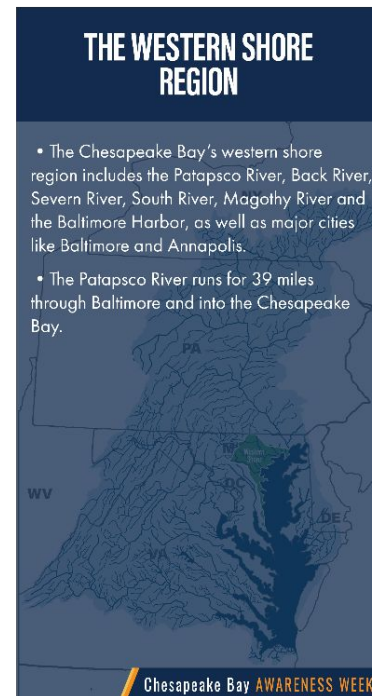 THE WESTERN SHORE
REGION
• The Chesapeake Bay's western shore
region includes the Patapsco River, Back River,
Severn River, South River, Magothy River and
the Baltimore Harbor, as well as major cities
like Baltimore and Annapolis.
• The Patapsco River runs for 39 miles
through Baltimore and into the Chesapeake
Bay.
NY
PA
WV
DC
DE
VA
Chesapeake Bay AWARENESS WEEK